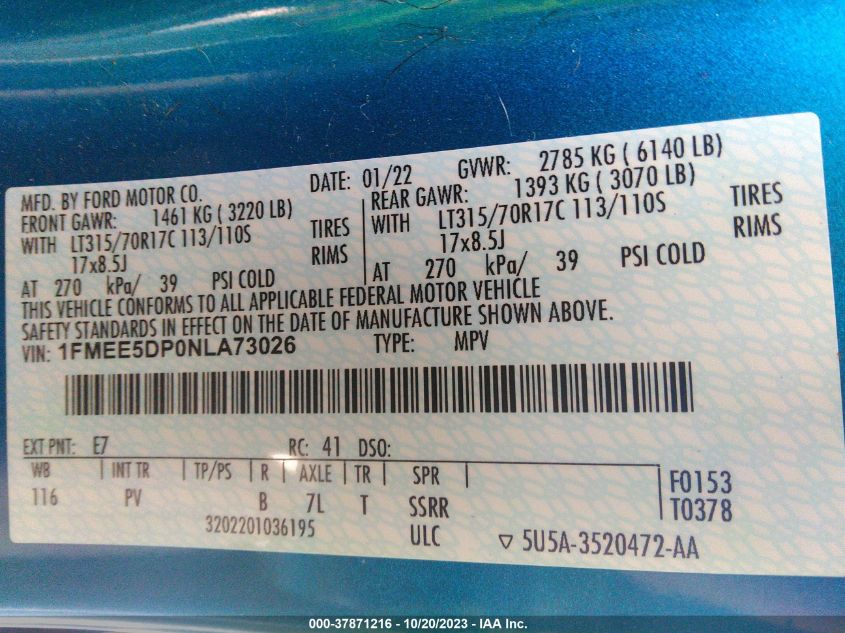 MFD. BY FORD MOTOR CO. DATE: 01/22 GVWR: 2785 KG ( 6140 LB)
FRONT GAWR: 1461 KG ( 3220 LB) REAR GAWR: 1393 KG ( 3070 LB)
WITH LT315/70R17C 113/110S TIRES WITH LT315/70R17C 113/110S TIRES
17x8.5J RIMS 17x8.5J RIMS
AT 270 kPa/ 39 PSI COLD AT 270 kPa/ 39 PSI COLD
THIS VEHICLE CONFORMS TO ALL APPLICABLE FEDERAL MOTOR VEHICLE
SAFETY STANDARDS IN EFFECT ON THE DATE OF MANUFACTURE SHOWN ABOVE.
VIN: 1FMEE5DP0NLA73026 TYPE: MPV
EXT PNT: E7 RC: 41 DSO:
WB INT TR TP/PS R AXLE TR SPR F0153
116 PV B 7L T SSRR T0378
3202201036195 ULC ▽ 5U5A-3520472-AA
000-37871216 - 10/20/2023 - IAA Inc.